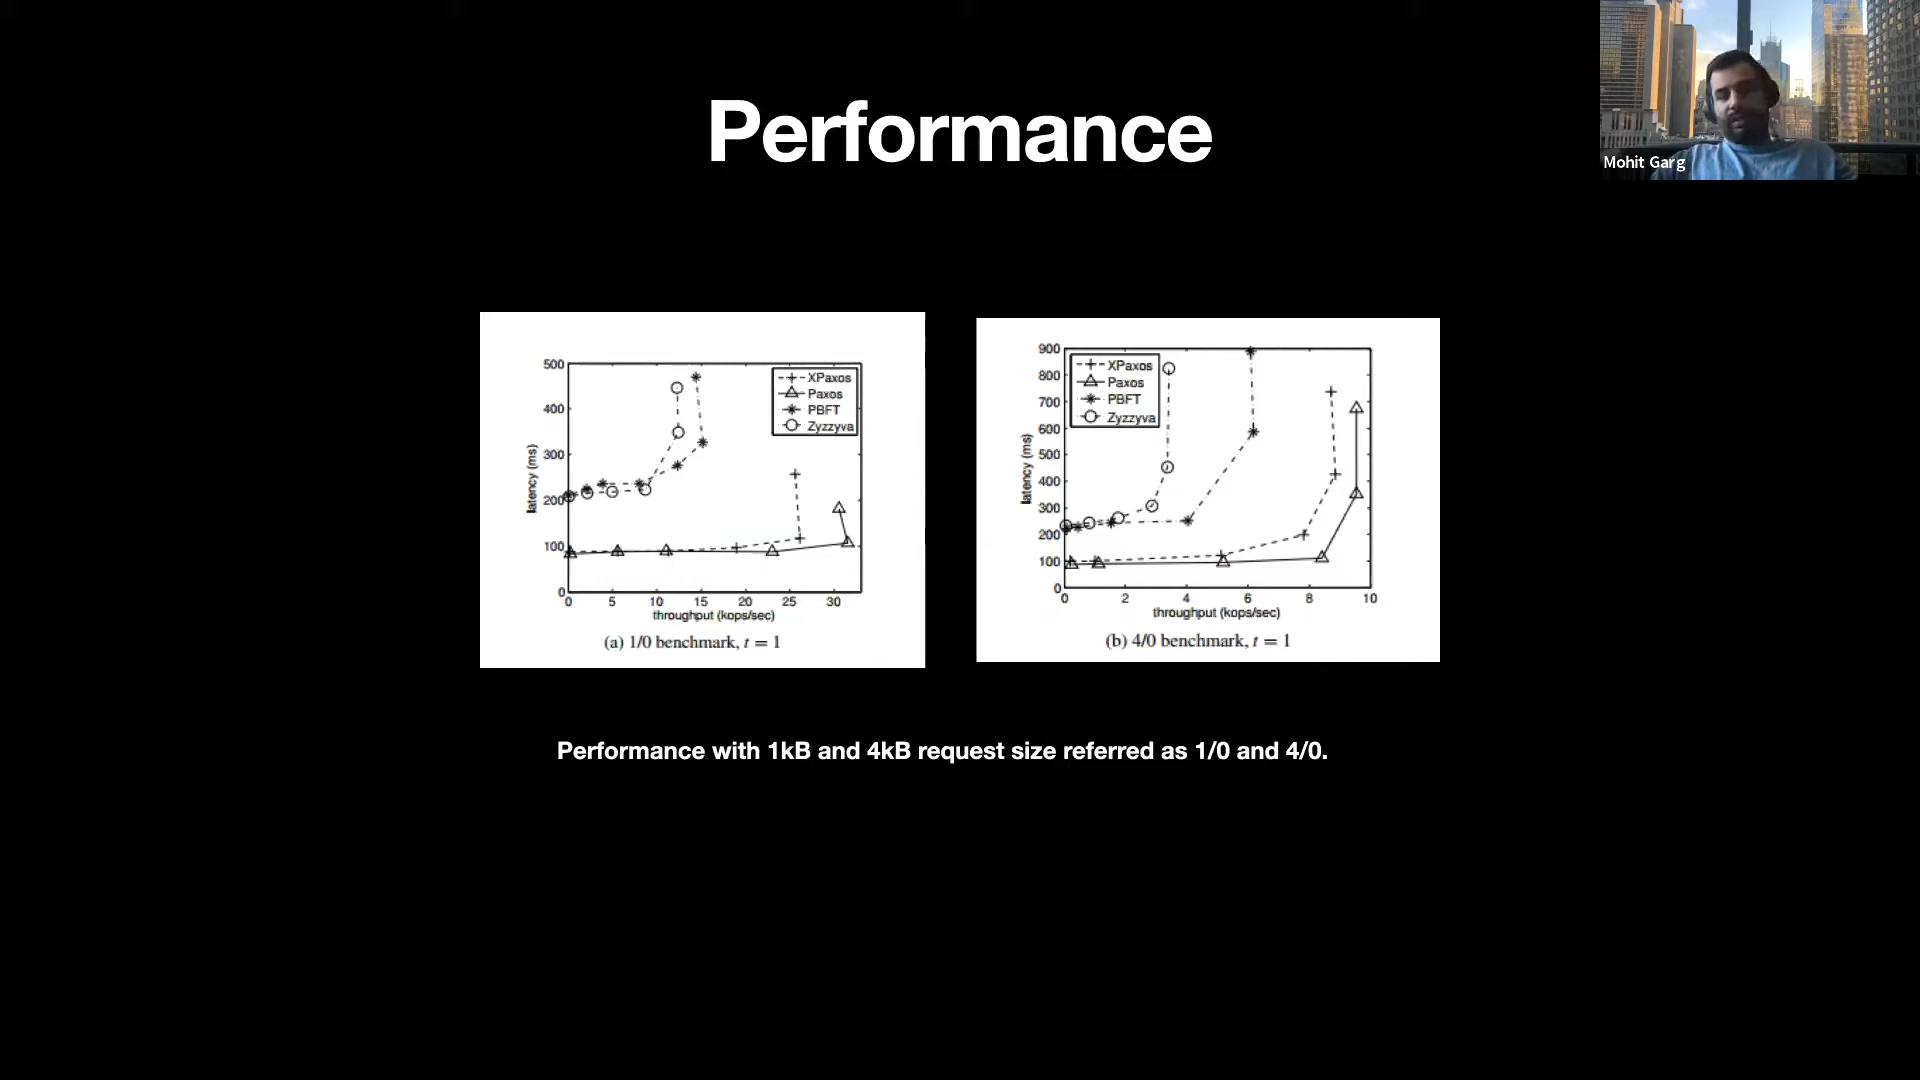 Performance
Mohit Garg
500
400
300
200
100
0
latency (ms)
XPaxos
Paxos
PBFT
Zyzzyva
0 5 10 15 20 25 30
throughput (kops/sec)
(a) 1/0 benchmark, t = 1
900
800
700
600
500
400
300
200
100
0
latency (ms)
XPaxos
Paxos
PBFT
Zyzzyva
0 2 4 6 8 10
throughput (kops/sec)
(b) 4/0 benchmark, t = 1
Performance with 1kB and 4kB request size referred as 1/0 and 4/0.